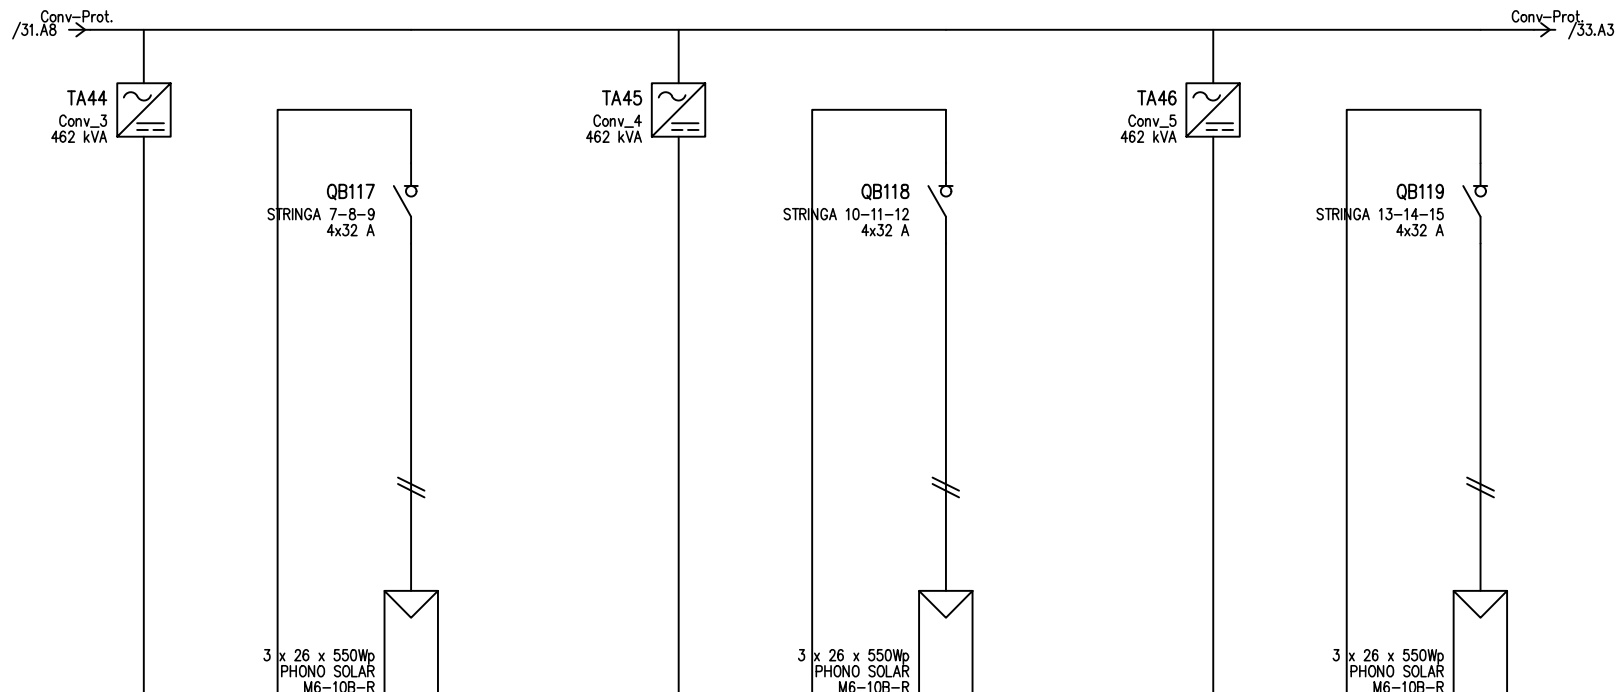 Conv-Prot.
/31.A8
Conv-Prot.
/33.A3
TA44
Conv_3
462 kVA
TA45
Conv_4
462 kVA
TA46
Conv_5
462 kVA
QB117
STRINGA 7-8-9
4x32 A
QB118
STRINGA 10-11-12
4x32 A
QB119
STRINGA 13-14-15
4x32 A
3 x 26 x 550Wp
PHONO SOLAR
M6-10B-R
3 x 26 x 550Wp
PHONO SOLAR
M6-10B-R
3 x 26 x 550Wp
PHONO SOLAR
M6-10B-R